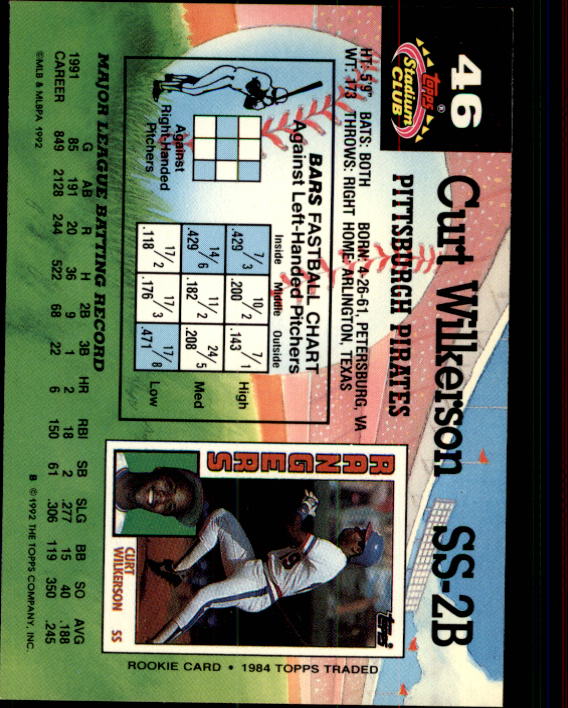 46
Topps®
Stadium
CLUB
Curt Wilkerson SS-2B
PITTSBURGH PIRATES
HT: 5'9" BATS: BOTH BORN: 4-26-61, PETERSBURG, VA
WT: 173 THROWS: RIGHT HOME: ARLINGTON, TEXAS
BARS FASTBALL CHART
Against Left-Handed Pitchers
Inside Middle Outside
7/3 10/2 7/1
.429 .200 .143 High
14/6 11/2 24/5
.429 .182 .208 Med
17/2 17/3 17/8
.118 .176 .471 Low
Against
Right-Handed
Pitchers
RANGERS
Topps
19
CURT
WILKERSON SS
ROOKIE CARD • 1984 TOPPS TRADED
MAJOR LEAGUE BATTING RECORD
G AB R H 2B 3B HR RBI SB SLG BB SO AVG
1991 85 191 20 36 9 1 2 18 2 .277 15 40 .188
CAREER 849 2128 244 522 68 22 6 150 61 .306 119 350 .245
©MLB & MLBPA 1992 B ©1992 THE TOPPS COMPANY, INC.